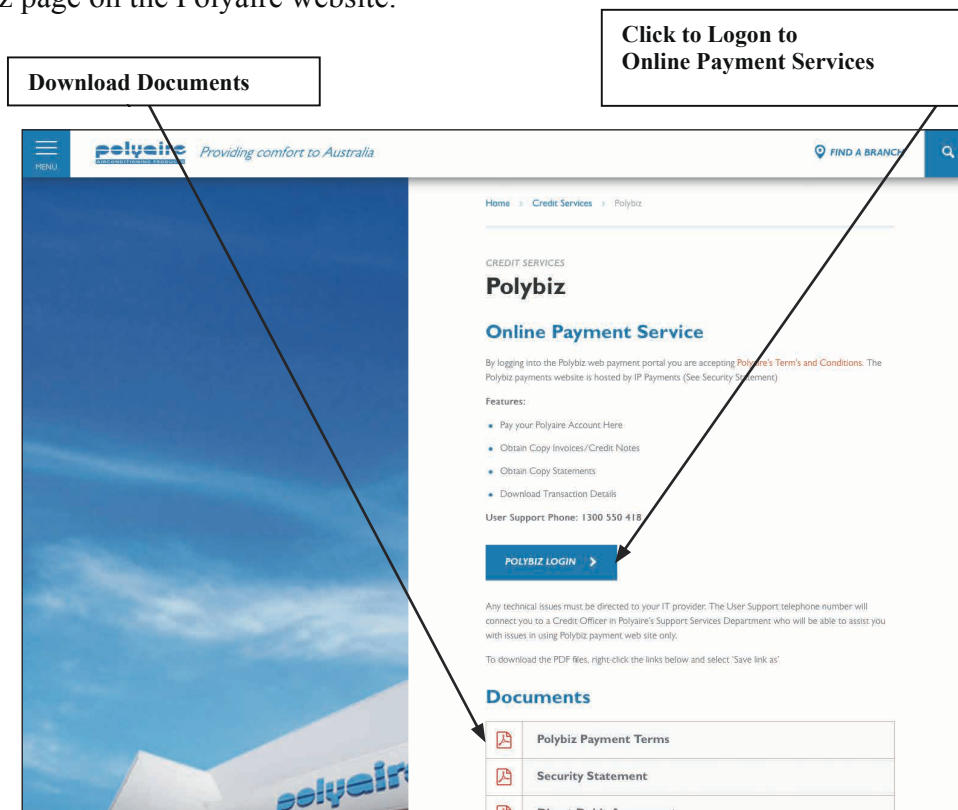 z page on the Polyaire website.
Click to Logon to
Online Payment Services
Download Documents
MENU
polyaire
AIRCONDITIONING PRODUCTS
Providing comfort to Australia
FIND A BRANCH
Home > Credit Services > Polybiz
CREDIT SERVICES
Polybiz
Online Payment Service
By logging into the Polybiz web payment portal you are accepting Polyaire's Term's and Conditions. The
Polybiz payments website is hosted by IP Payments (See Security Statement)
Features:
• Pay your Polyaire Account Here
• Obtain Copy Invoices/Credit Notes
• Obtain Copy Statements
• Download Transaction Details
User Support Phone: 1300 550 418
POLYBIZ LOGIN
Any technical issues must be directed to your IT provider. The User Support telephone number will
connect you to a Credit Officer in Polyaire's Support Services Department who will be able to assist you
with issues in using Polybiz payment web site only.
To download the PDF files, right-click the links below and select 'Save link as'
Documents
Polybiz Payment Terms
Security Statement
polyair